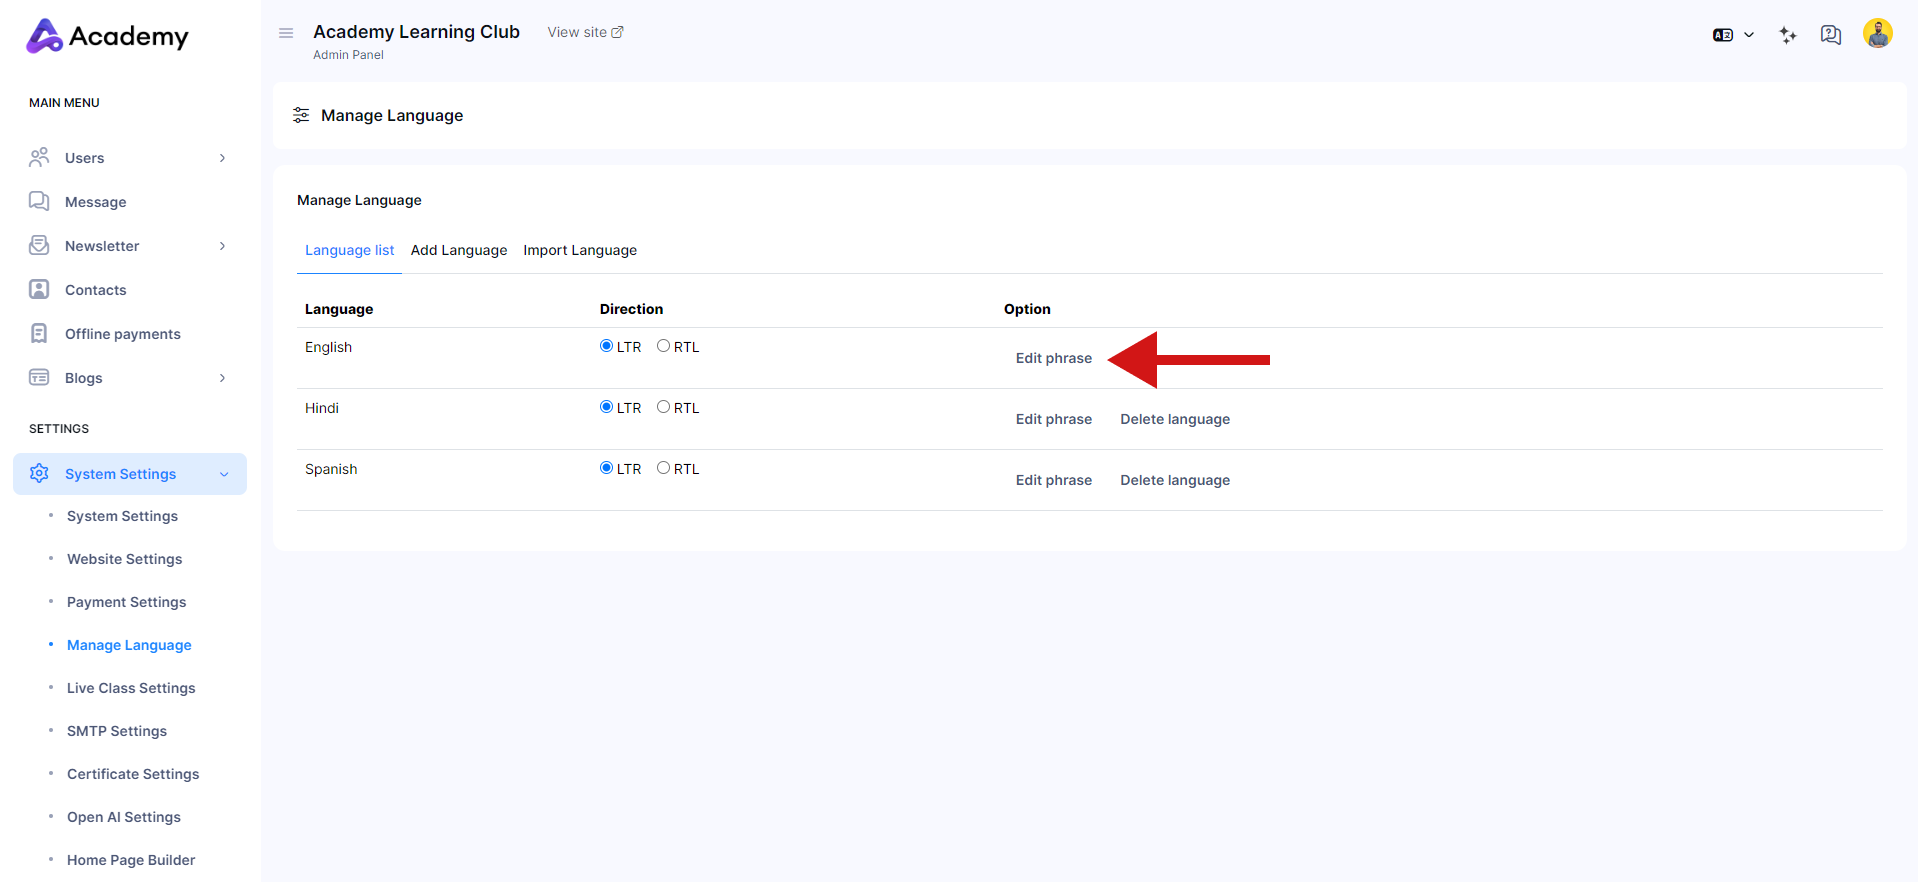 Academy
MAIN MENU
Users
Message
Newsletter
Contacts
Offline payments
Blogs
SETTINGS
System Settings
System Settings
Website Settings
Payment Settings
Manage Language
Live Class Settings
SMTP Settings
Certificate Settings
Open AI Settings
Home Page Builder
Academy Learning Club View site
Admin Panel
Manage Language
Manage Language
Language list Add Language Import Language
Language Direction Option
English LTR RTL Edit phrase
Hindi LTR RTL Edit phrase Delete language
Spanish LTR RTL Edit phrase Delete language